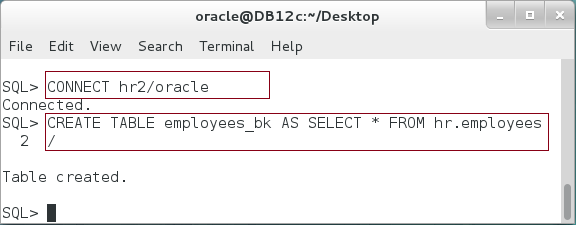 oracle@DB12c:~/Desktop
File Edit View Search Terminal Help
SQL> CONNECT hr2/oracle
Connected.
SQL> CREATE TABLE employees_bk AS SELECT * FROM hr.employees
2 /
Table created.
SQL>